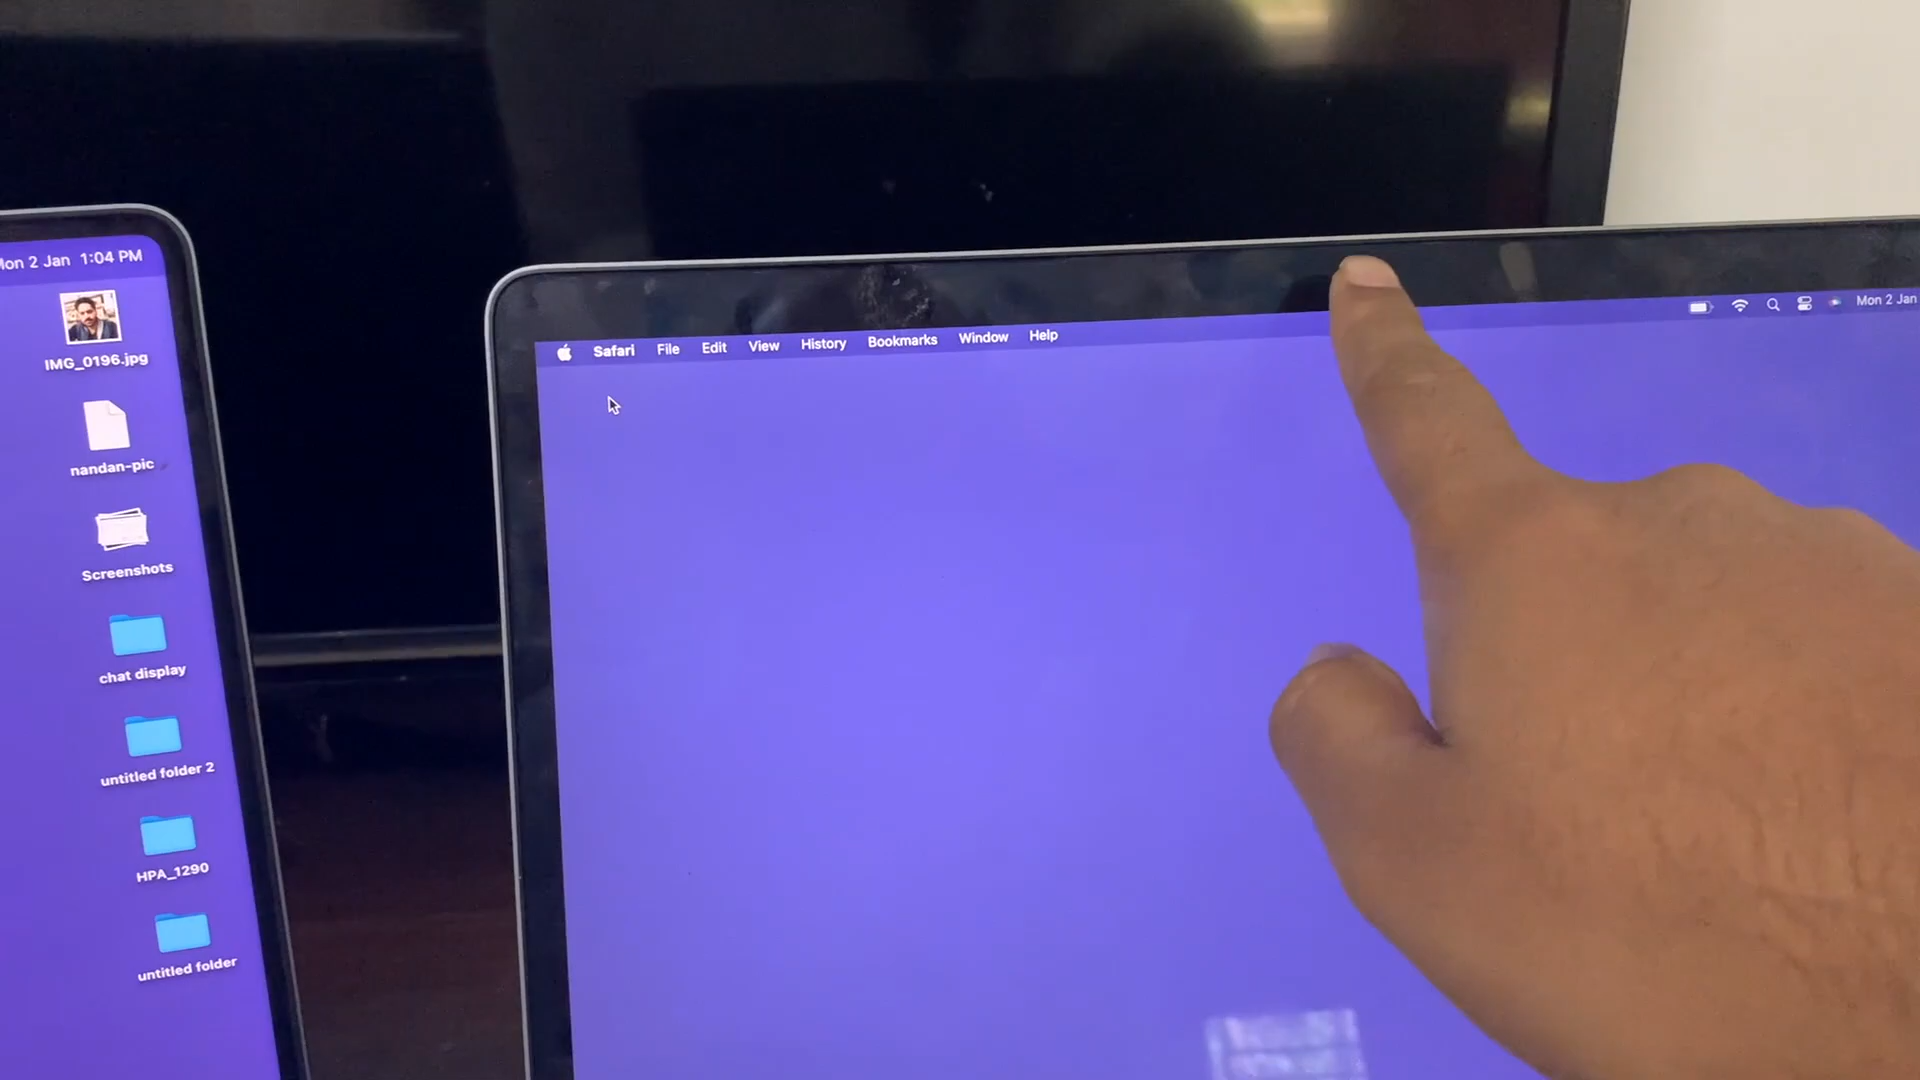 Mon 2 Jan 1:04 PM
IMG_0196.jpg
nandan-pic
Screenshots
chat display
untitled folder 2
HPA_1290
untitled folder
Safari File Edit View History Bookmarks Window Help
Mon 2 Jan